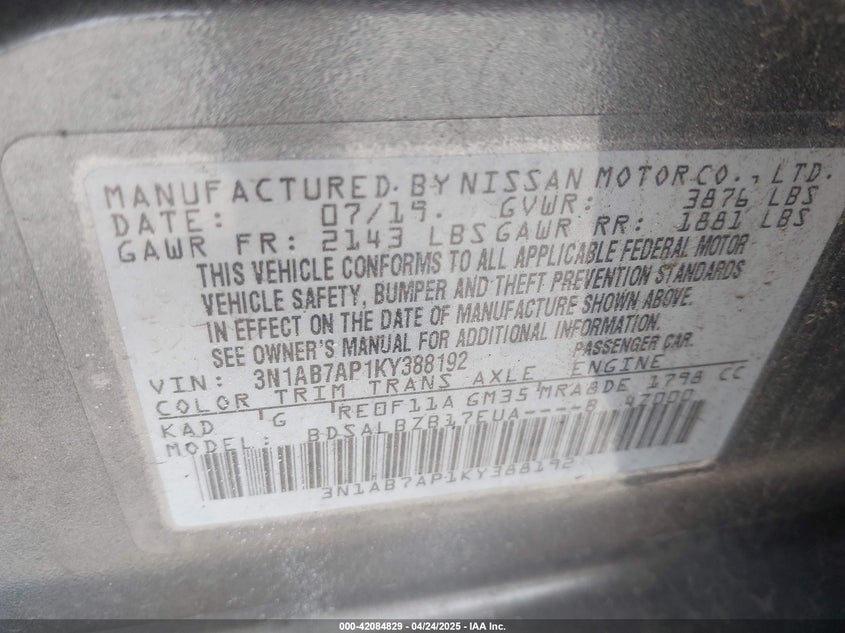 MANUFACTURED BY NISSAN MOTOR CO., LTD.
DATE: 07/19. GVWR: 3876 LBS
GAWR FR: 2143 LBS GAWR RR: 1881 LBS
THIS VEHICLE CONFORMS TO ALL APPLICABLE FEDERAL MOTOR
VEHICLE SAFETY, BUMPER AND THEFT PREVENTION STANDARDS
IN EFFECT ON THE DATE OF MANUFACTURE SHOWN ABOVE.
SEE OWNER'S MANUAL FOR ADDITIONAL INFORMATION.
VIN: 3N1AB7AP1KY388192 PASSENGER CAR.
COLOR TRIM TRANS AXLE ENGINE
KAD G RE0F11A GM35 MRA8DE 1798 CC
MODEL: BDSALBZB17EUA----B 4Z000
3N1AB7AP1KY388192
000-42084829 - 04/24/2025 - IAA Inc.